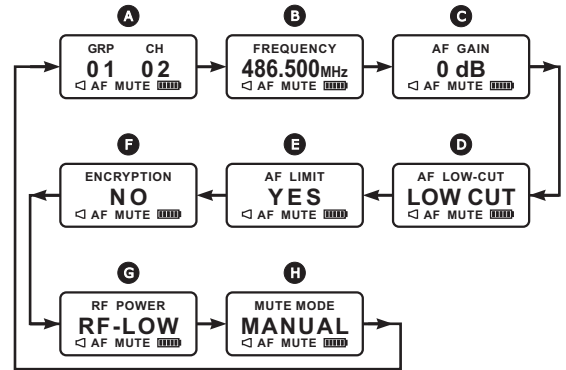 A
GRP CH
01 02
AF MUTE
B
FREQUENCY
486.500MHz
AF MUTE
C
AF GAIN
0 dB
AF MUTE
D
AF LOW-CUT
LOW CUT
AF MUTE
E
AF LIMIT
YES
AF MUTE
F
ENCRYPTION
NO
AF MUTE
G
RF POWER
RF-LOW
AF MUTE
H
MUTE MODE
MANUAL
AF MUTE